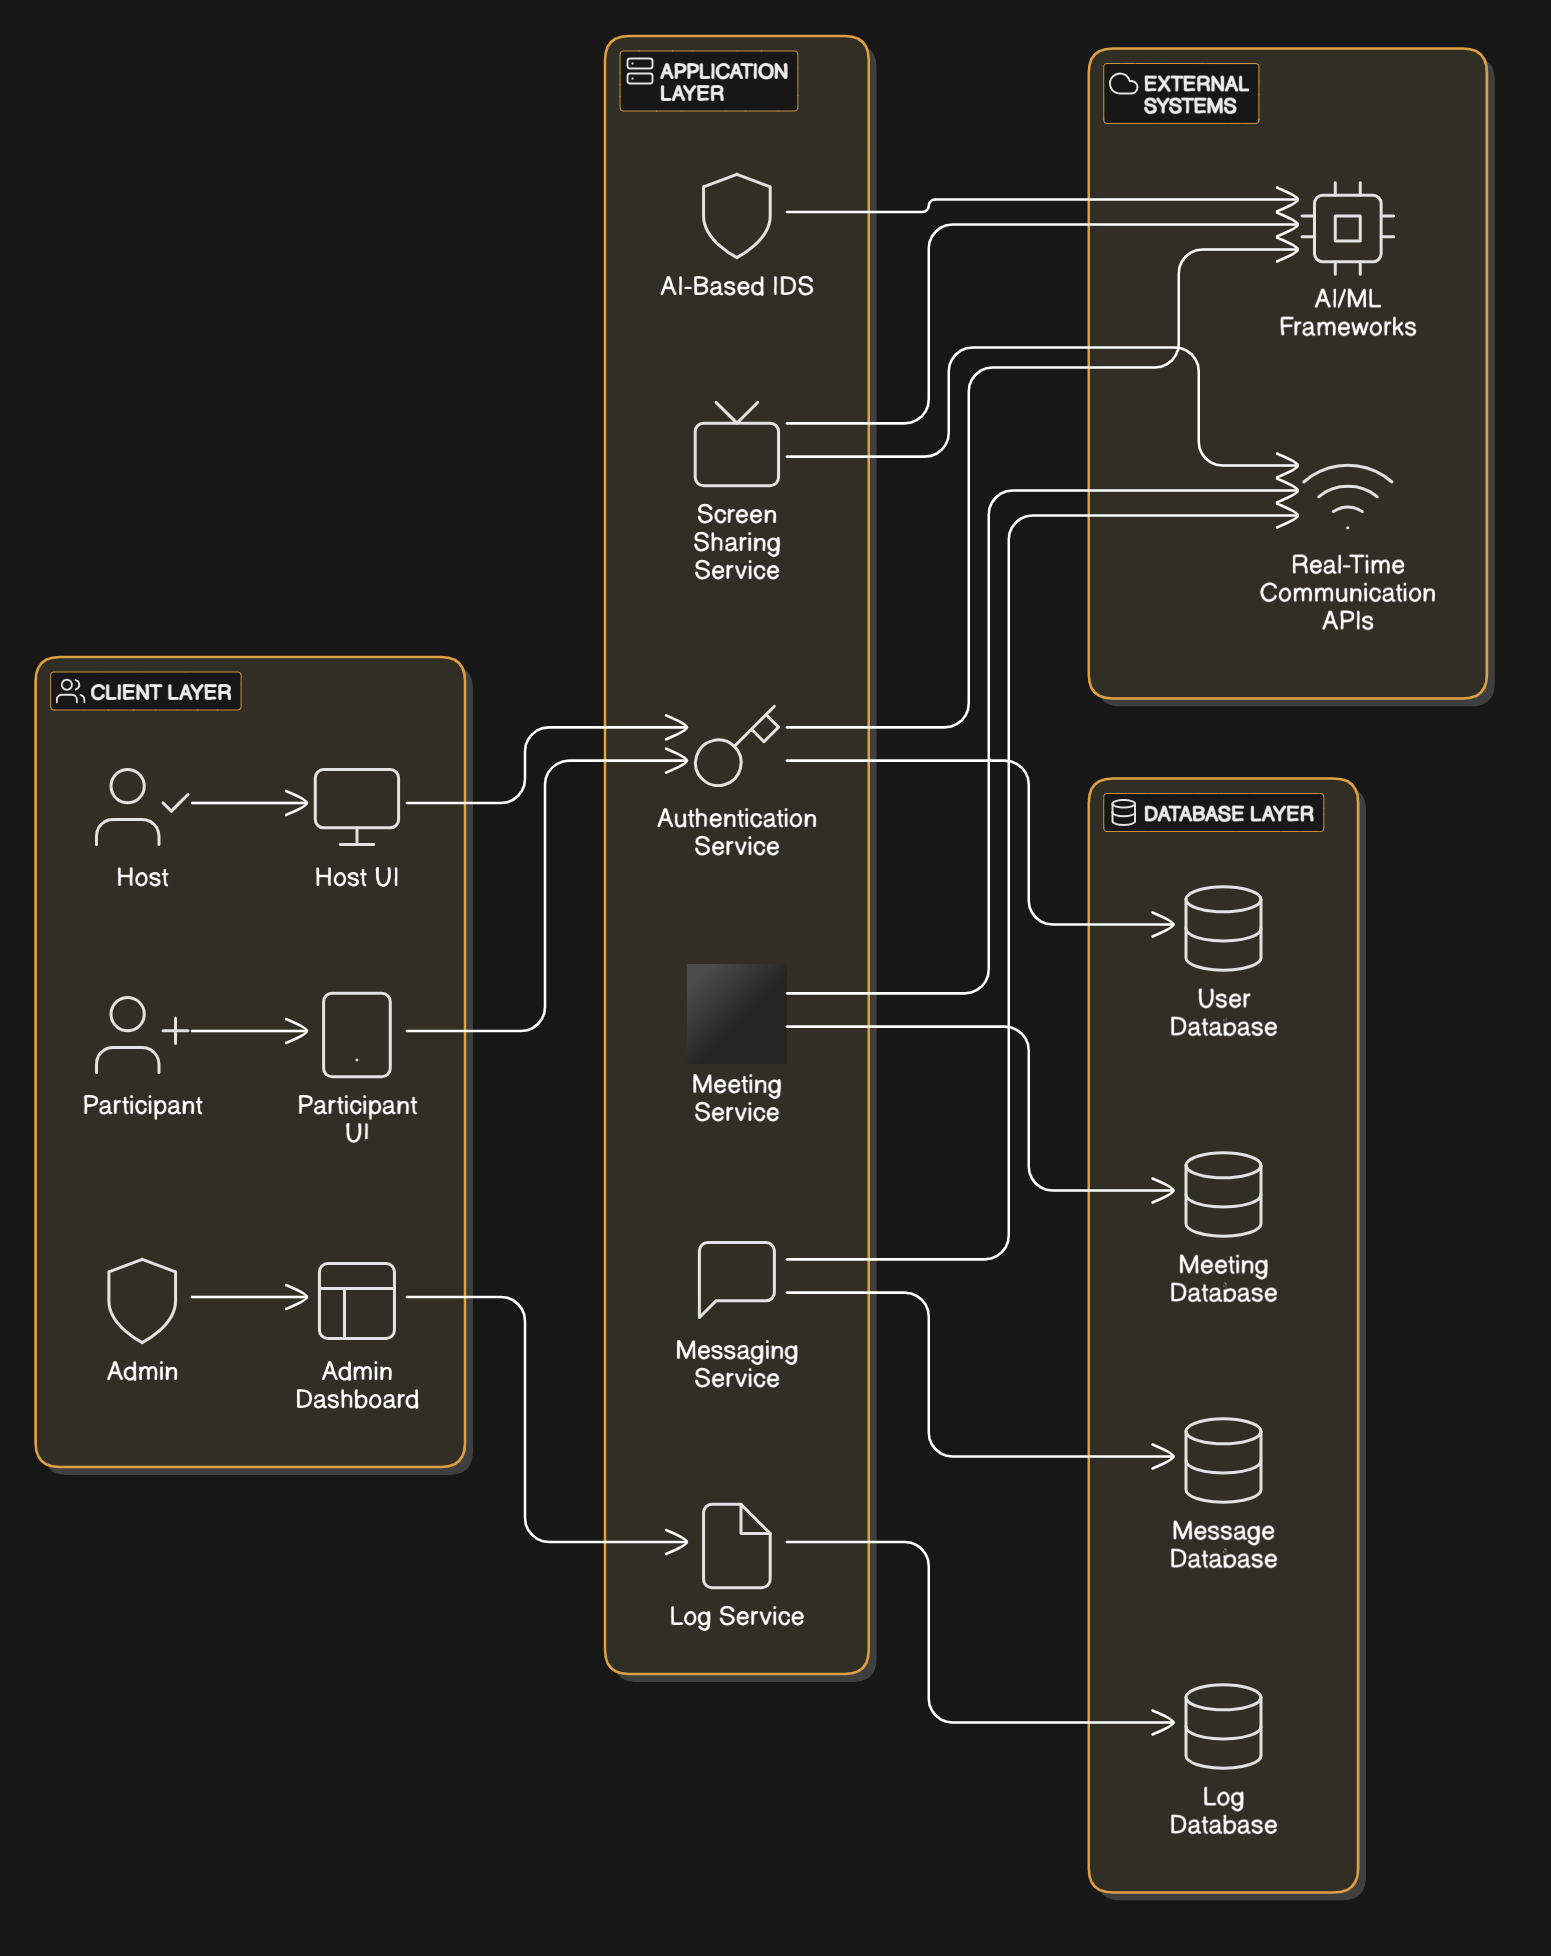 APPLICATION
LAYER
AI-Based IDS
Screen
Sharing
Service
Authentication
Service
Meeting
Service
Messaging
Service
Log Service
EXTERNAL
SYSTEMS
AI/ML
Frameworks
Real-Time
Communication
APIs
CLIENT LAYER
Host
Host UI
Participant
Participant
UI
Admin
Admin
Dashboard
DATABASE LAYER
User
Database
Meeting
Database
Message
Database
Log
Database